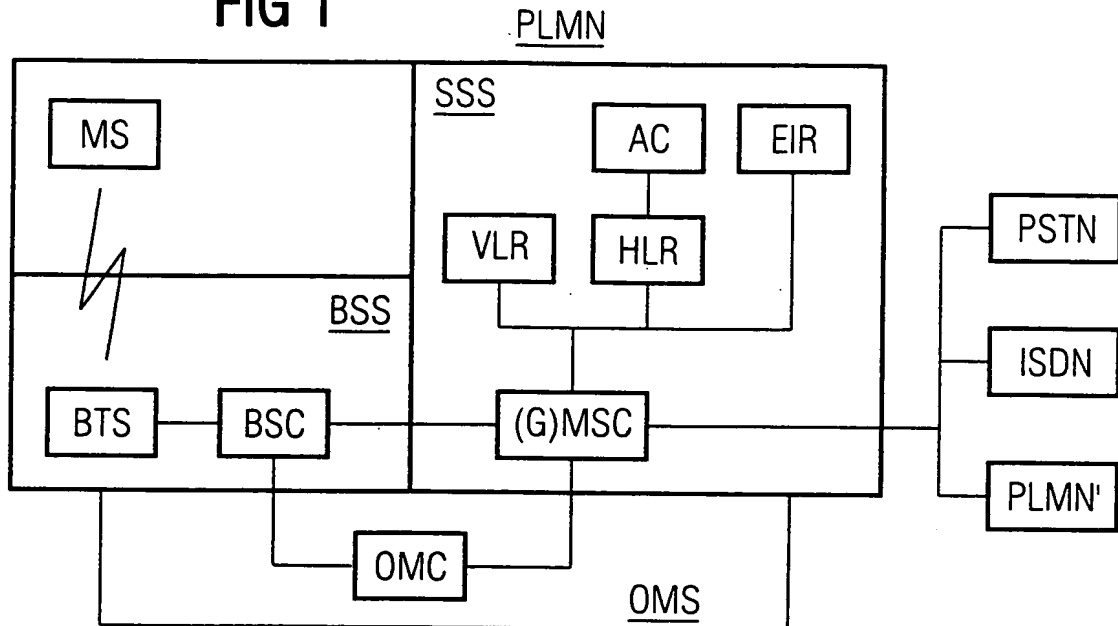 FIG 1
PLMN
SSS
MS
AC
EIR
VLR
HLR
PSTN
BSS
ISDN
BTS
BSC
(G)MSC
PLMN'
OMC
OMS